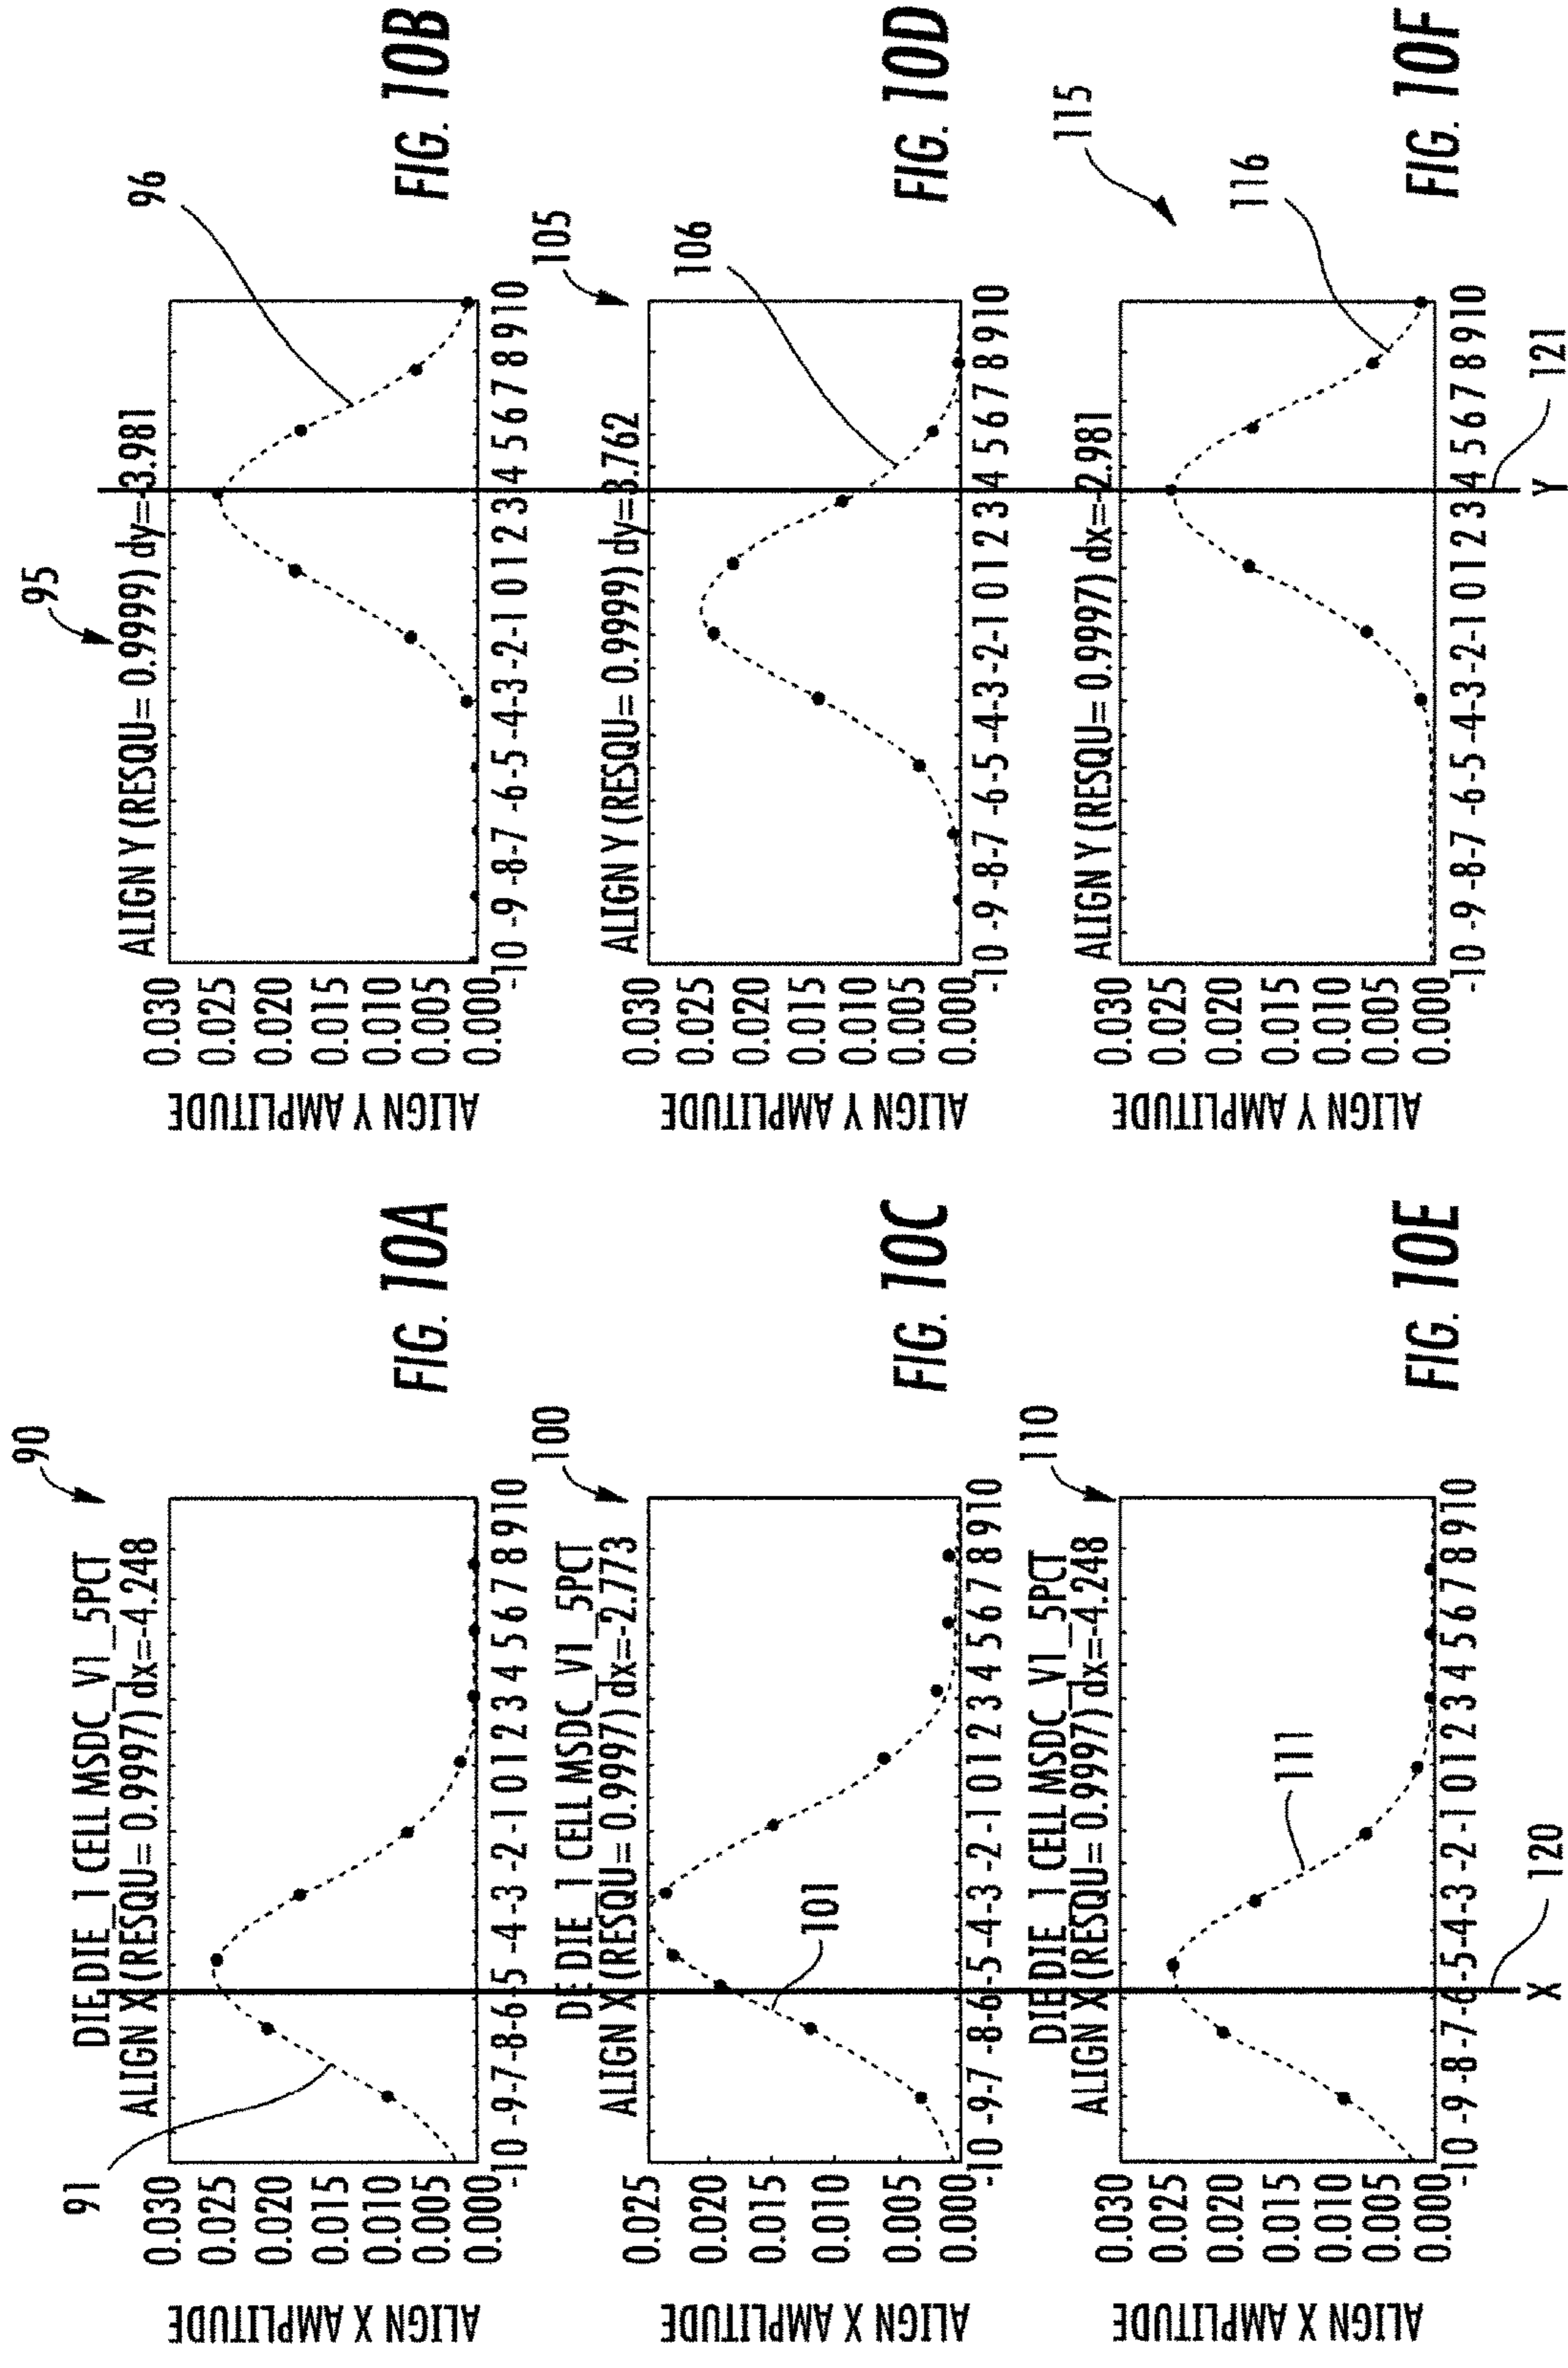 90
DIE DIE_1 CELL MSDC_V1_5PCT
ALIGN X (RESQU= 0.9997) dx=-4.248
91
ALIGN X AMPLITUDE
0.030
0.025
0.020
0.015
0.010
0.005
0.000
-10 -9 -7 -8 -6 -5 -4 -3 -2 -1 0 1 2 3 4 5 6 7 8 9 10
FIG. 10A
95
ALIGN Y (RESQU= 0.9999) dy=-3.981
96
ALIGN Y AMPLITUDE
0.030
0.025
0.020
0.015
0.010
0.005
0.000
-10 -9 -8 -7 -6 -5 -4 -3 -2 -1 0 1 2 3 4 5 6 7 8 9 10
FIG. 10B
100
DE DIE_1 CELL MSDC_V1_5PCT
ALIGN X (RESQU= 0.9997) dx=-2.773
101
ALIGN X AMPLITUDE
0.025
0.020
0.015
0.010
0.005
0.000
-10 -9 -7 -8 -6 -5 -4 -3 -2 -1 0 1 2 3 4 5 6 7 8 9 10
FIG. 10C
105
ALIGN Y (RESQU= 0.9999) dy=3.762
106
ALIGN Y AMPLITUDE
0.030
0.025
0.020
0.015
0.010
0.005
0.000
-10 -9 -8 -7 -6 -5 -4 -3 -2 -1 0 1 2 3 4 5 6 7 8 9 10
FIG. 10D
110
DIE DIE_1 CELL MSDC_V1_5PCT
ALIGN X (RESQU= 0.9997) dx=-4.248
111
ALIGN X AMPLITUDE
0.030
0.025
0.020
0.015
0.010
0.005
0.000
-10 -9 -8 -7 -6 -5 -4 -3 -2 -1 0 1 2 3 4 5 6 7 8 9 10
X
120
FIG. 10E
115
ALIGN Y (RESQU= 0.9997) dx=-2.981
116
ALIGN Y AMPLITUDE
0.030
0.025
0.020
0.015
0.010
0.005
0.000
-10 -9 -8 -7 -6 -5 -4 -3 -2 -1 0 1 2 3 4 5 6 7 8 9 10
Y
121
FIG. 10F